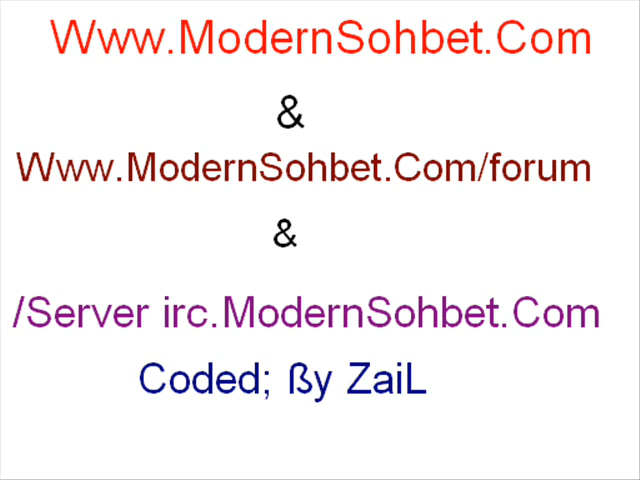 Www.ModernSohbet.Com
&
Www.ModernSohbet.Com/forum
&
/Server irc.ModernSohbet.Com
Coded; ßy ZaiL